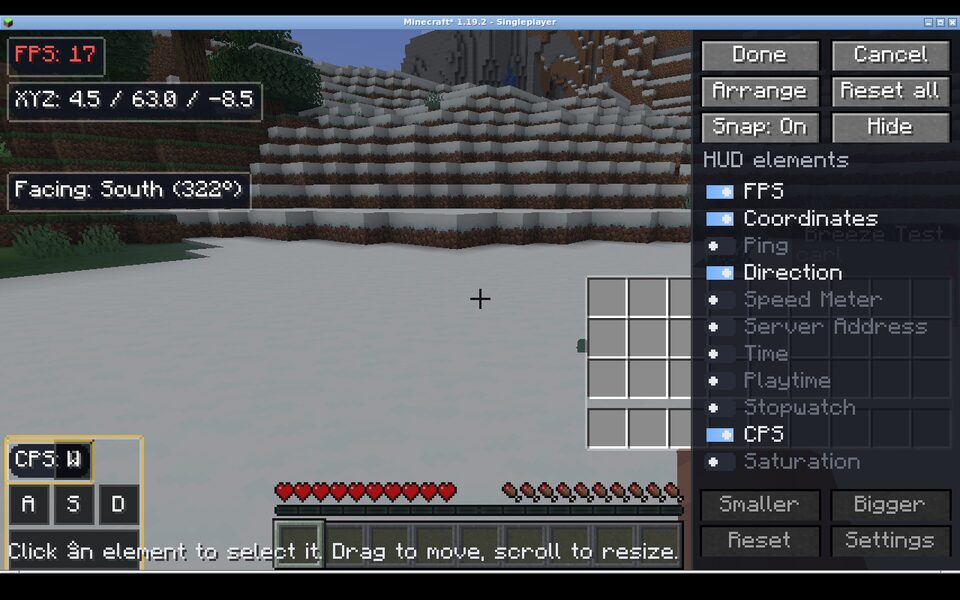 Minecraft* 1.19.2 - Singleplayer
FPS: 17
XYZ: 4.5 / 63.0 / -8.5
Facing: South (322°)
Done
Cancel
Arrange
Reset all
Snap: On
Hide
HUD elements
FPS
Coordinates
Ping
Direction
Speed Meter
Server Address
Time
Playtime
Stopwatch
CPS
Saturation
Smaller
Bigger
Reset
Settings
CPS
W
A
S
D
Click an element to select it. Drag to move, scroll to resize.